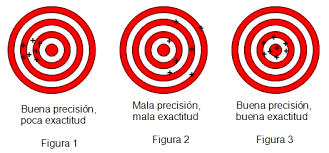 Buena precisión,
poca exactitud
Figura 1
Mala precisión,
mala exactitud
Figura 2
Buena precisión,
buena exactitud
Figura 3